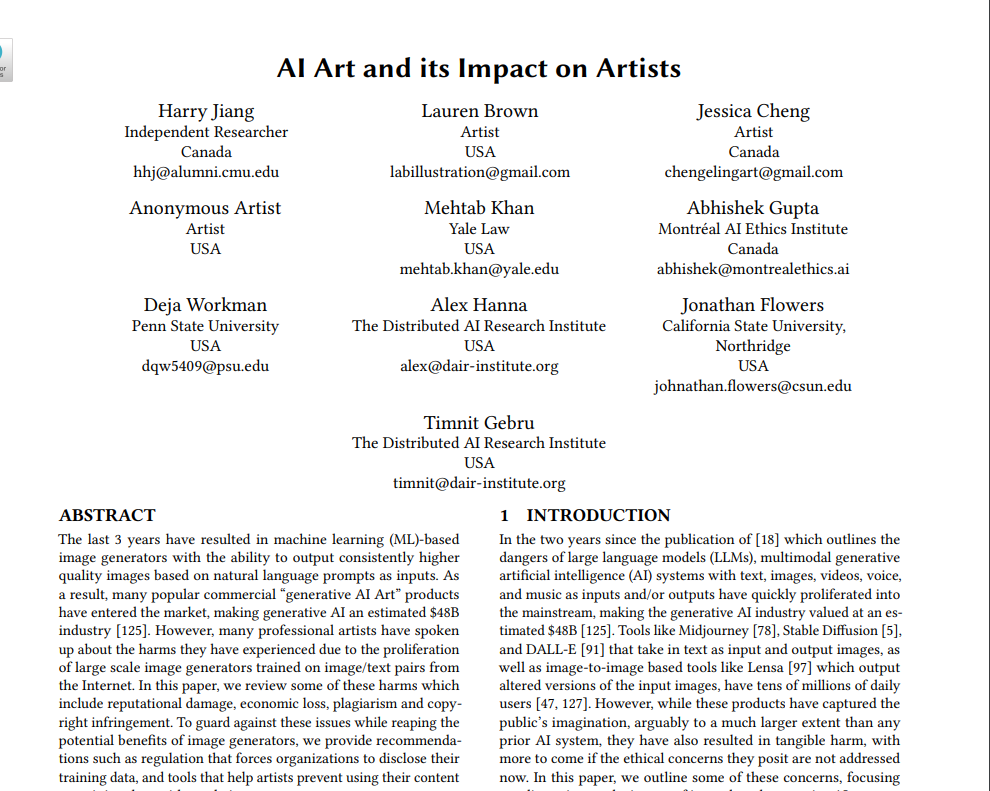 AI Art and its Impact on Artists
Harry Jiang
Independent Researcher
Canada
hhj@alumni.cmu.edu
Lauren Brown
Artist
USA
labillustration@gmail.com
Jessica Cheng
Artist
Canada
chengelingart@gmail.com
Anonymous Artist
Artist
USA
Mehtab Khan
Yale Law
USA
mehtab.khan@yale.edu
Abhishek Gupta
Montréal AI Ethics Institute
Canada
abhishek@montrealethics.ai
Deja Workman
Penn State University
USA
dqw5409@psu.edu
Alex Hanna
The Distributed AI Research Institute
USA
alex@dair-institute.org
Jonathan Flowers
California State University,
Northridge
USA
johnathan.flowers@csun.edu
Timnit Gebru
The Distributed AI Research Institute
USA
timnit@dair-institute.org
ABSTRACT
The last 3 years have resulted in machine learning (ML)-based
image generators with the ability to output consistently higher
quality images based on natural language prompts as inputs. As
a result, many popular commercial “generative AI Art” products
have entered the market, making generative AI an estimated $48B
industry [125]. However, many professional artists have spoken
up about the harms they have experienced due to the proliferation
of large scale image generators trained on image/text pairs from
the Internet. In this paper, we review some of these harms which
include reputational damage, economic loss, plagiarism and copy-
right infringement. To guard against these issues while reaping the
potential benefits of image generators, we provide recommenda-
tions such as regulation that forces organizations to disclose their
training data, and tools that help artists prevent using their content
1 INTRODUCTION
In the two years since the publication of [18] which outlines the
dangers of large language models (LLMs), multimodal generative
artificial intelligence (AI) systems with text, images, videos, voice,
and music as inputs and/or outputs have quickly proliferated into
the mainstream, making the generative AI industry valued at an es-
timated $48B [125]. Tools like Midjourney [78], Stable Diffusion [5],
and DALL-E [91] that take in text as input and output images, as
well as image-to-image based tools like Lensa [97] which output
altered versions of the input images, have tens of millions of daily
users [47, 127]. However, while these products have captured the
public’s imagination, arguably to a much larger extent than any
prior AI system, they have also resulted in tangible harm, with
more to come if the ethical concerns they posit are not addressed
now. In this paper, we outline some of these concerns, focusing